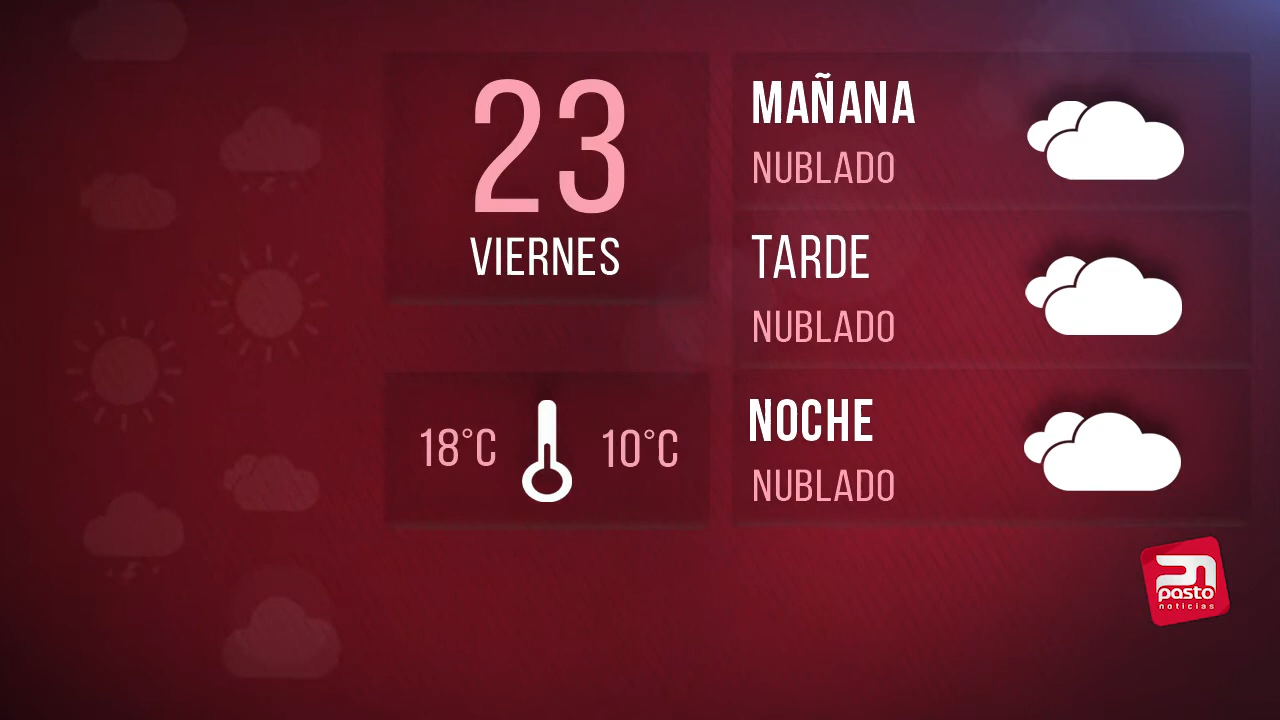 23
VIERNES
18°C
10°C
MAÑANA
NUBLADO
TARDE
NUBLADO
NOCHE
NUBLADO
pasto
noticias